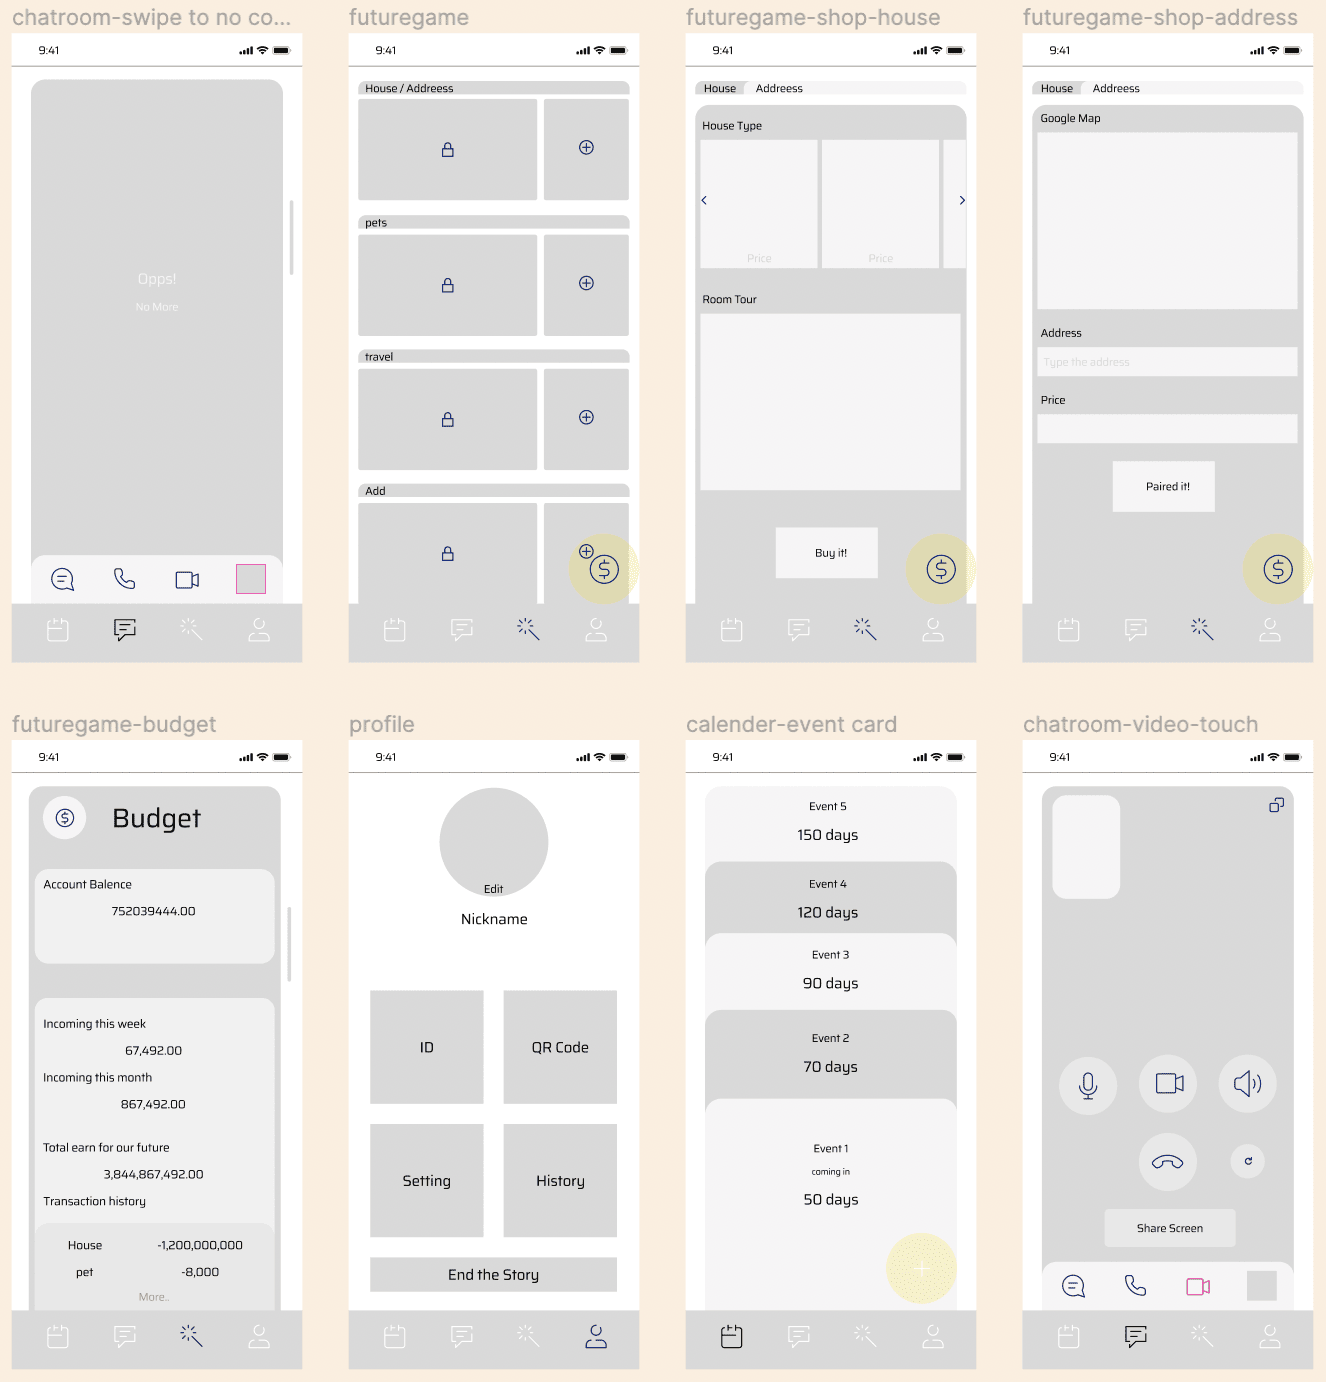 chatroom-swipe to no co...
9:41
Opps!
No More
futuregame
9:41
House / Addreess
pets
travel
Add
futuregame-shop-house
9:41
House
Addreess
House Type
Price
Price
Room Tour
Buy it!
futuregame-shop-address
9:41
House
Addreess
Google Map
Address
Type the address
Price
Paired it!
futuregame-budget
9:41
Budget
Account Balence
752039444.00
Incoming this week
67,492.00
Incoming this month
867,492.00
Total earn for our future
3,844,867,492.00
Transaction history
House -1,200,000,000
pet -8,000
More..
profile
9:41
Edit
Nickname
ID
QR Code
Setting
History
End the Story
calender-event card
9:41
Event 5
150 days
Event 4
120 days
Event 3
90 days
Event 2
70 days
Event 1
coming in
50 days
chatroom-video-touch
9:41
Share Screen